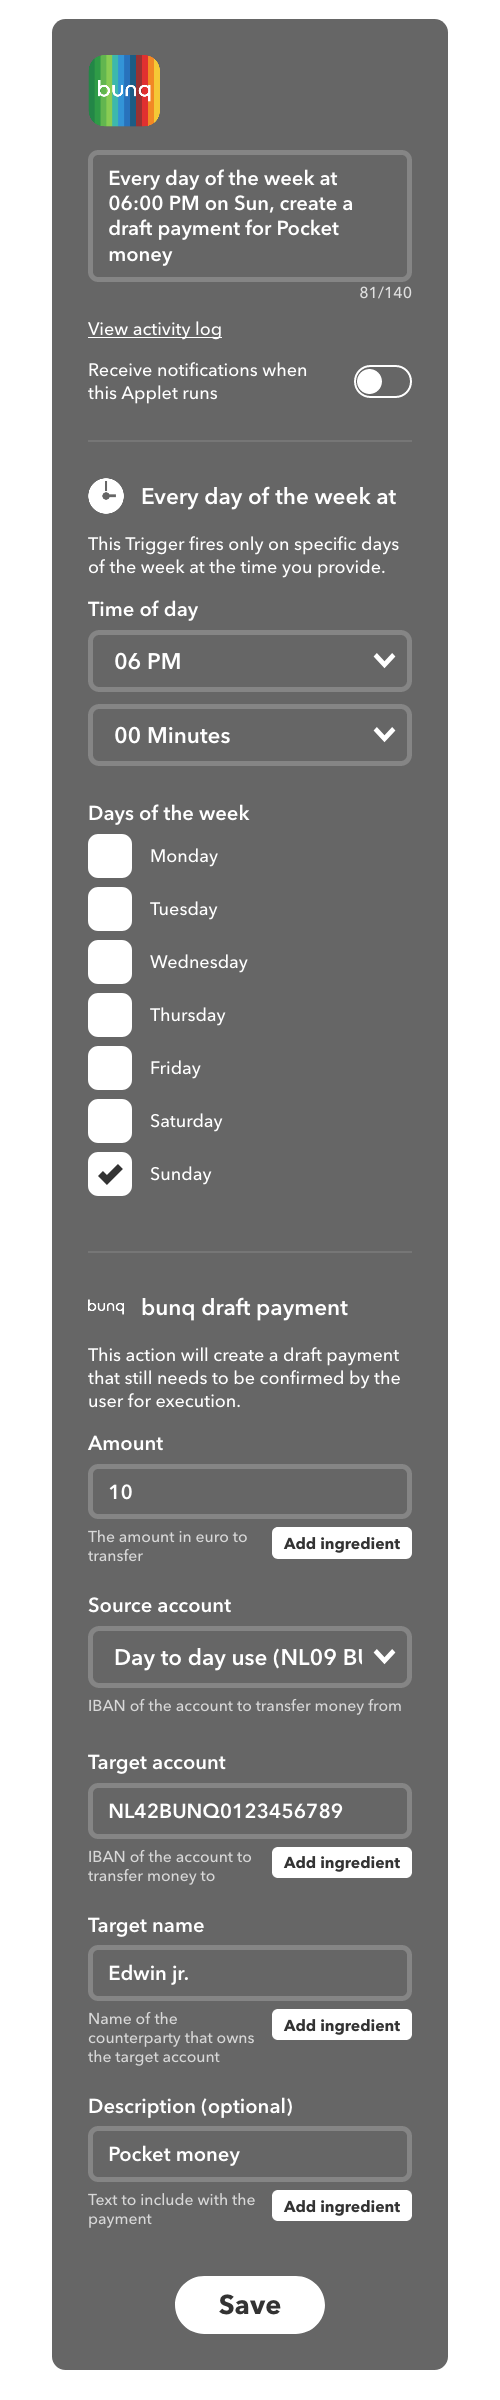 bunq
Every day of the week at
06:00 PM on Sun, create a
draft payment for Pocket
money
81/140
View activity log
Receive notifications when
this Applet runs
Every day of the week at
This Trigger fires only on specific days
of the week at the time you provide.
Time of day
06 PM
00 Minutes
Days of the week
Monday
Tuesday
Wednesday
Thursday
Friday
Saturday
Sunday
bunq bunq draft payment
This action will create a draft payment
that still needs to be confirmed by the
user for execution.
Amount
10
The amount in euro to
transfer
Add ingredient
Source account
Day to day use (NL09 BU
IBAN of the account to transfer money from
Target account
NL42BUNQ0123456789
IBAN of the account to
transfer money to
Add ingredient
Target name
Edwin jr.
Name of the
counterparty that owns
the target account
Add ingredient
Description (optional)
Pocket money
Text to include with the
payment
Add ingredient
Save